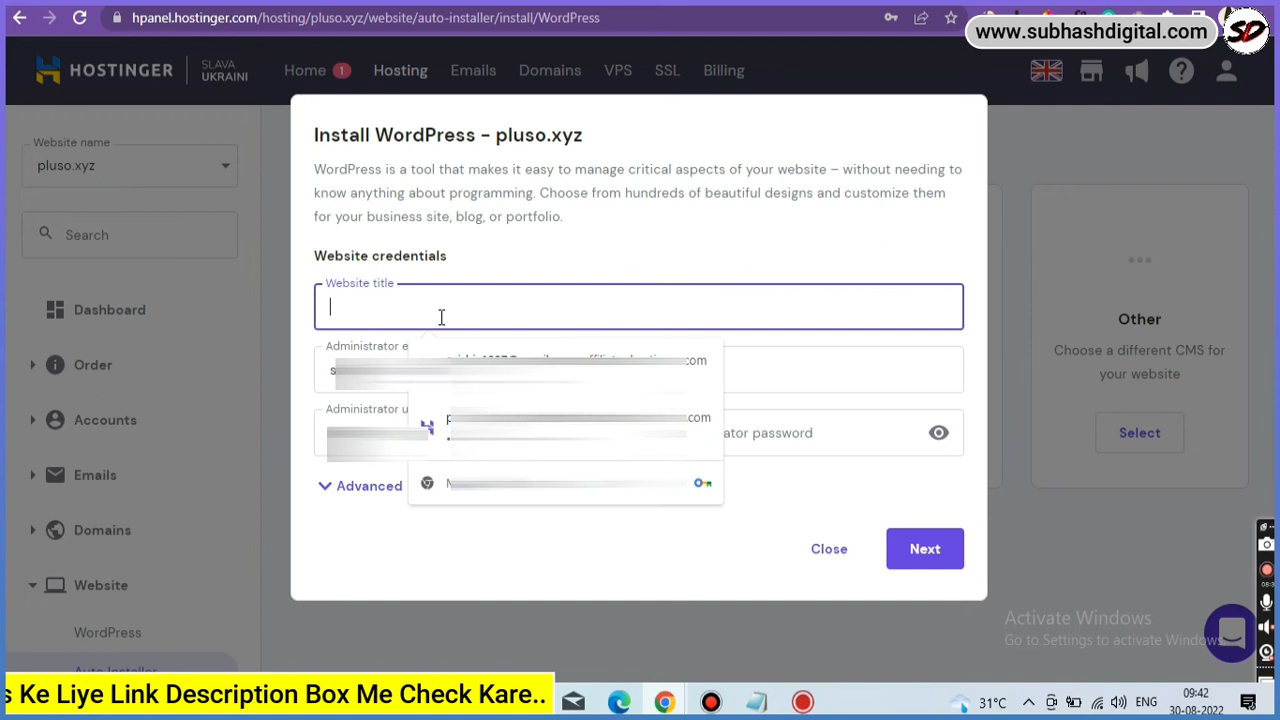 hpanel.hostinger.com/hosting/pluso.xyz/website/auto-installer/install/WordPress
www.subhashdigital.com
SD
HOSTINGER
SLAVA
UKRAINI
Home 1
Hosting
Emails
Domains
VPS
SSL
Billing
Website name
pluso.xyz
Search
Dashboard
Order
Accounts
Emails
Domains
Website
WordPress
Auto Installer
Install WordPress - pluso.xyz
WordPress is a tool that makes it easy to manage critical aspects of your website – without needing to
know anything about programming. Choose from hundreds of beautiful designs and customize them
for your business site, blog, or portfolio.
Website credentials
Website title
Administrator e
s
com
Administrator u
p
.com
ator password
Advanced
Close
Next
Other
Choose a different CMS for
your website
Select
Activate Windows
Go to Settings to activate Windows.
s Ke Liye Link Description Box Me Check Kare..
31°C
ENG
09:42
30-08-2022